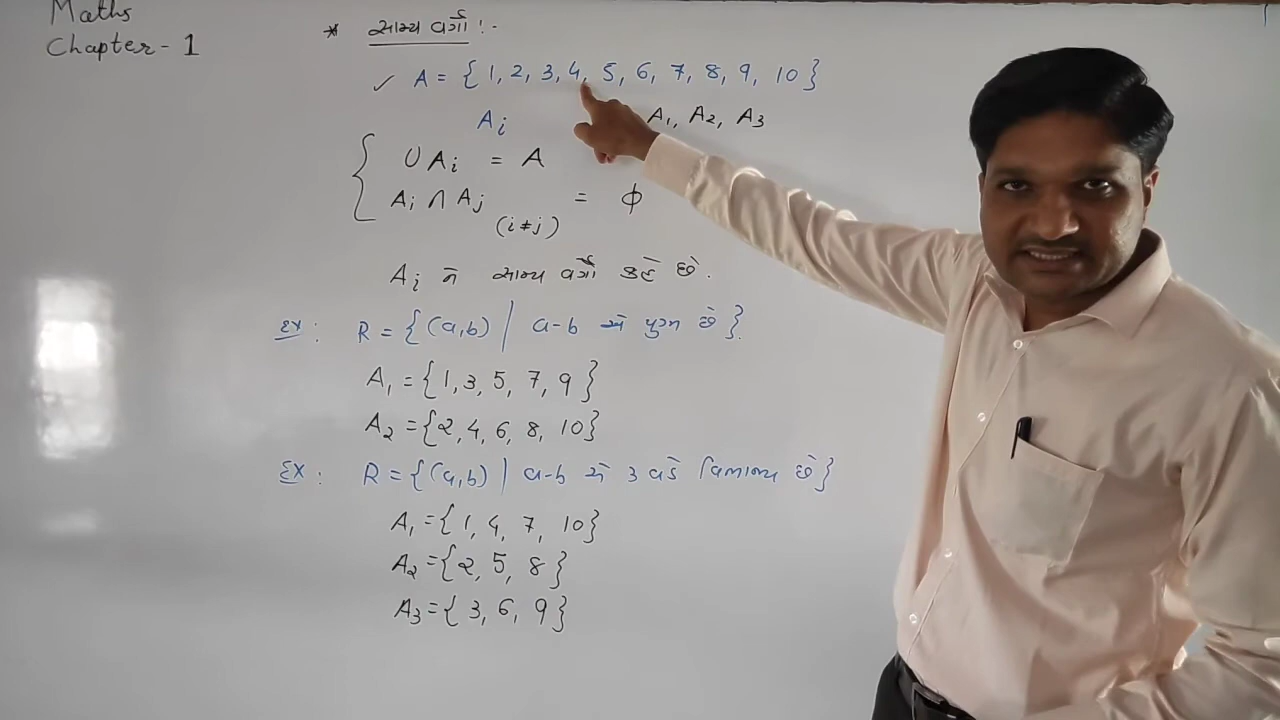 Maths
Chapter - 1
* સામ્ય વર્ગો :-
✓ A = { 1, 2, 3, 4, 5, 6, 7, 8, 9, 10 }
Ai A1, A2, A3
∪Ai = A
Ai ∩ Aj = ϕ
(i ≠ j)
Ai ને સામ્ય વર્ગો કહે છે.
Ex : R = { (a,b) | a-b એ યુગ્મ છે }.
A1 = { 1, 3, 5, 7, 9 }
A2 = { 2, 4, 6, 8, 10 }
Ex : R = { (a,b) | a-b એ 3 વડે વિભાજ્ય છે }
A1 = { 1, 4, 7, 10 }
A2 = { 2, 5, 8 }
A3 = { 3, 6, 9 }